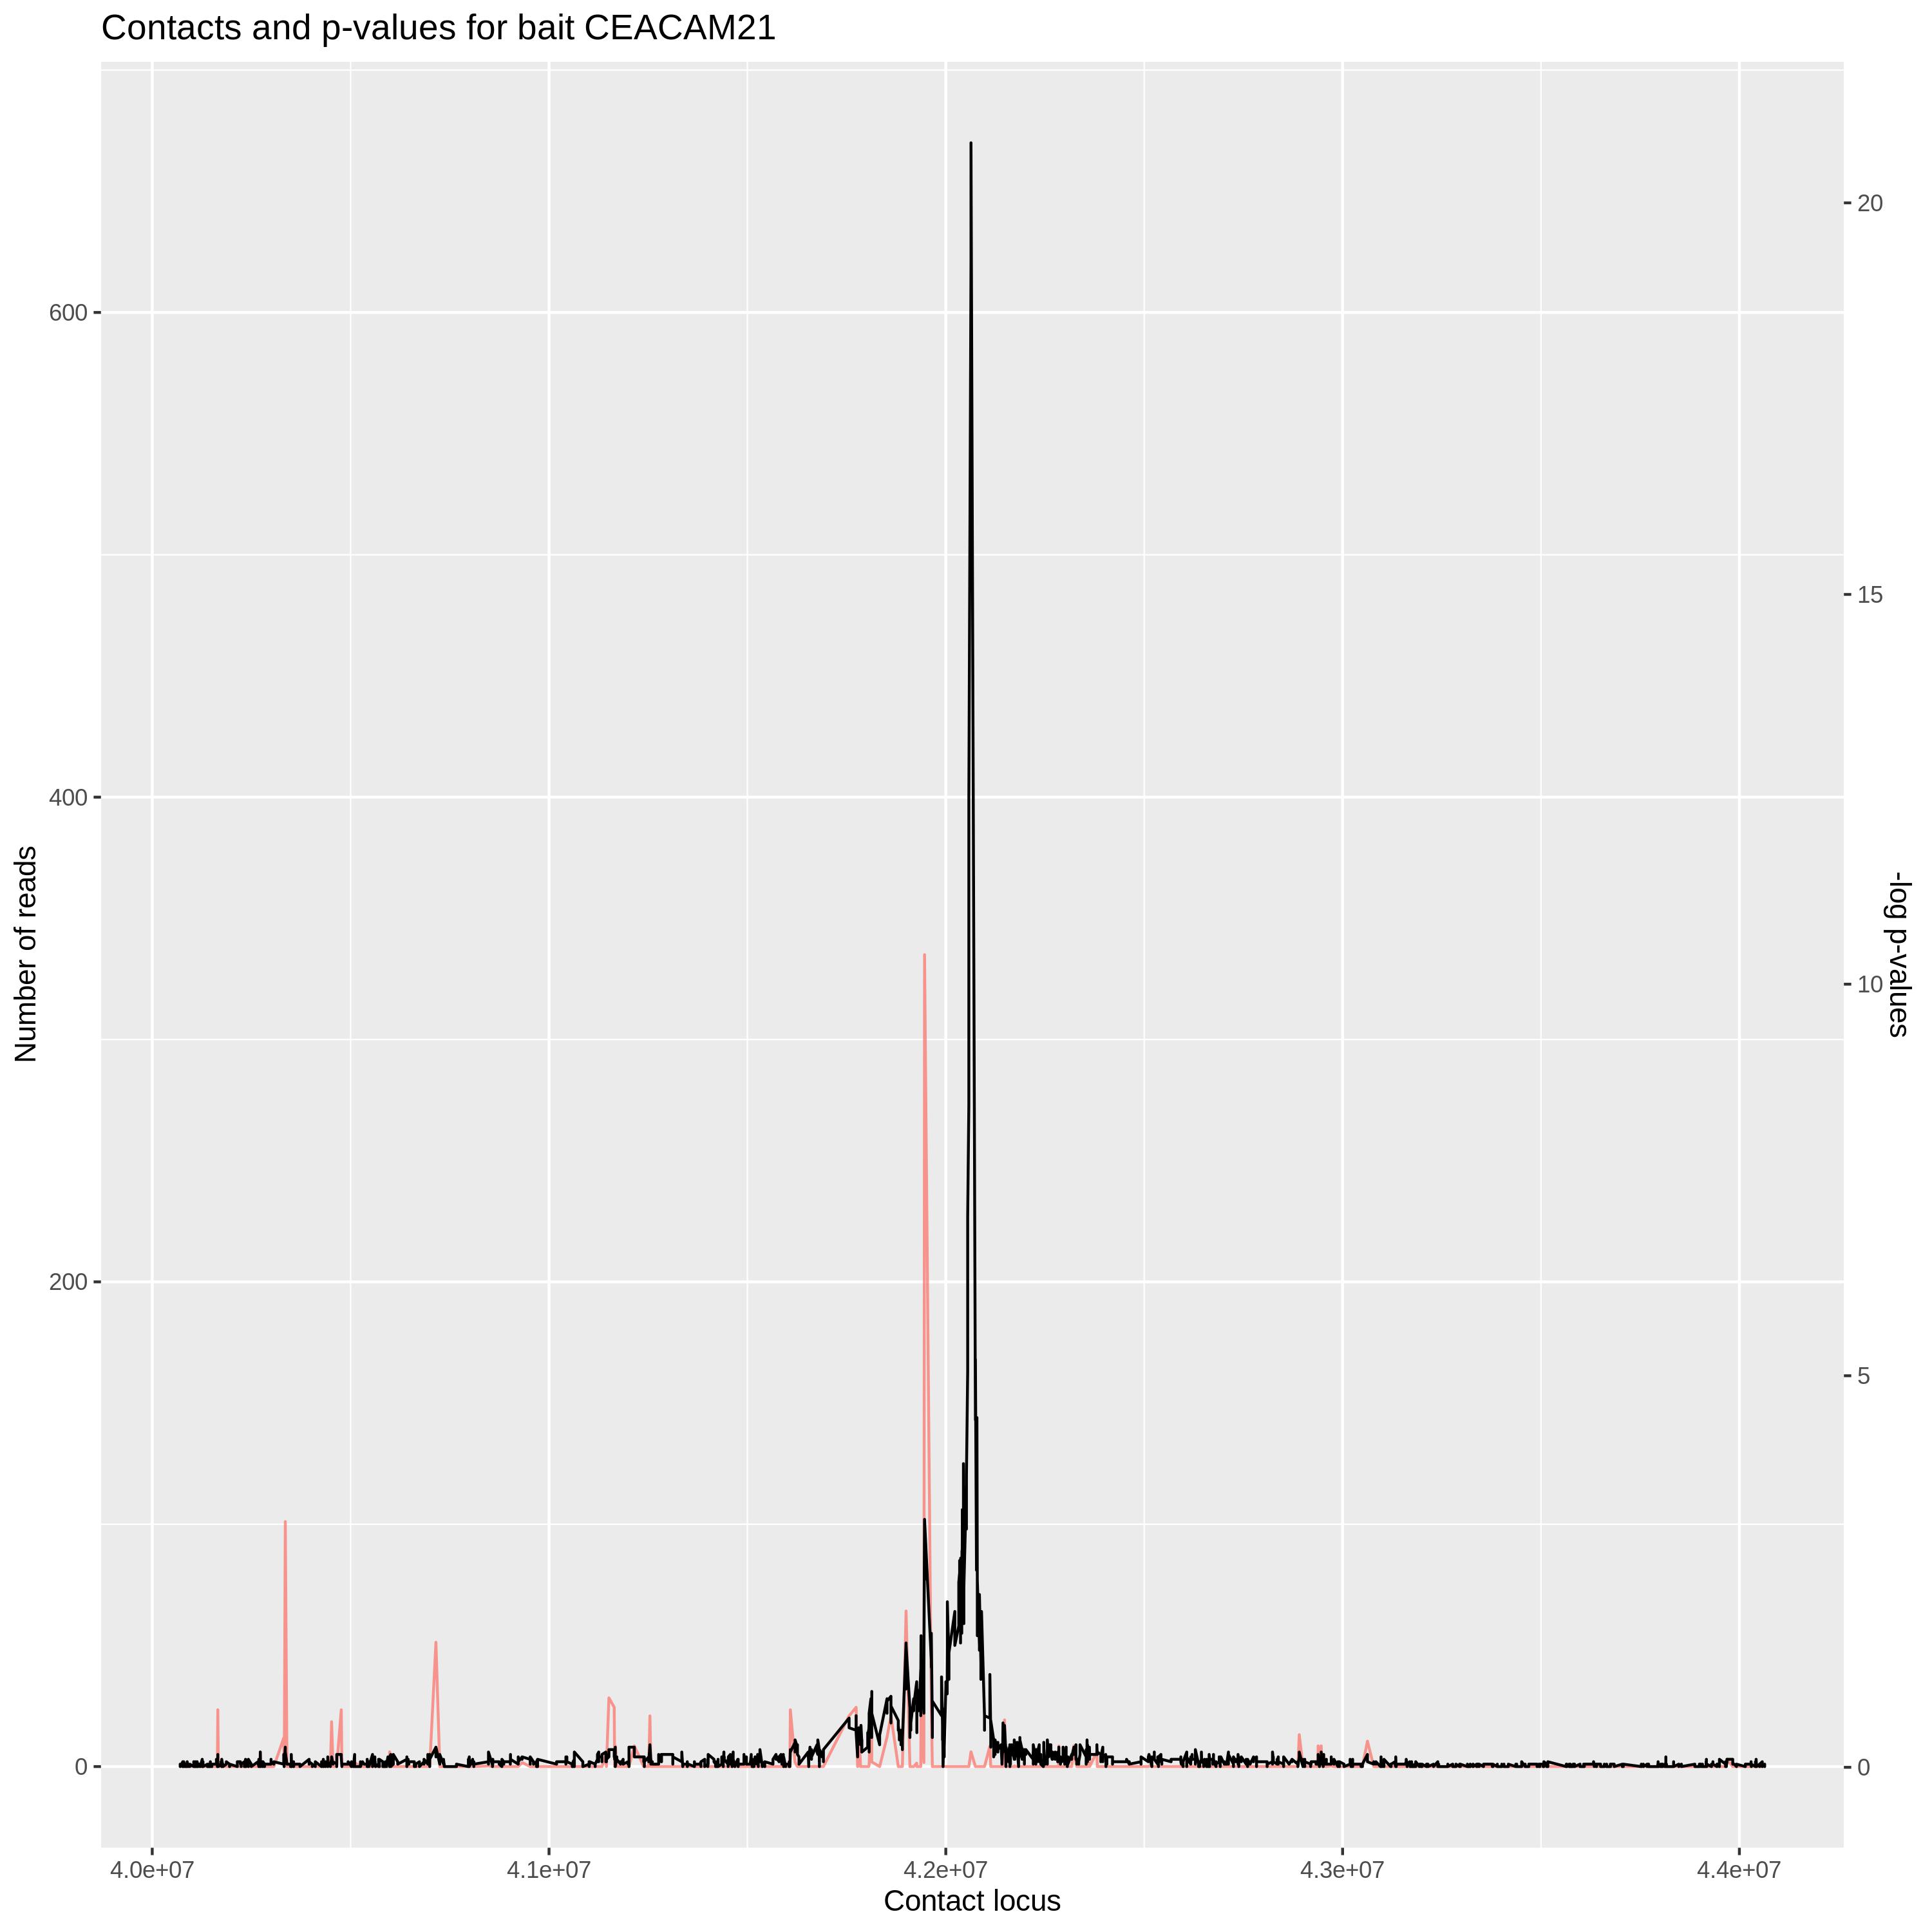 Contacts and p-values for bait CEACAM21
20
600
15
400
Number of reads
-log p-values
10
200
5
0
0
4.0e+07
4.1e+07
4.2e+07
4.3e+07
4.4e+07
Contact locus